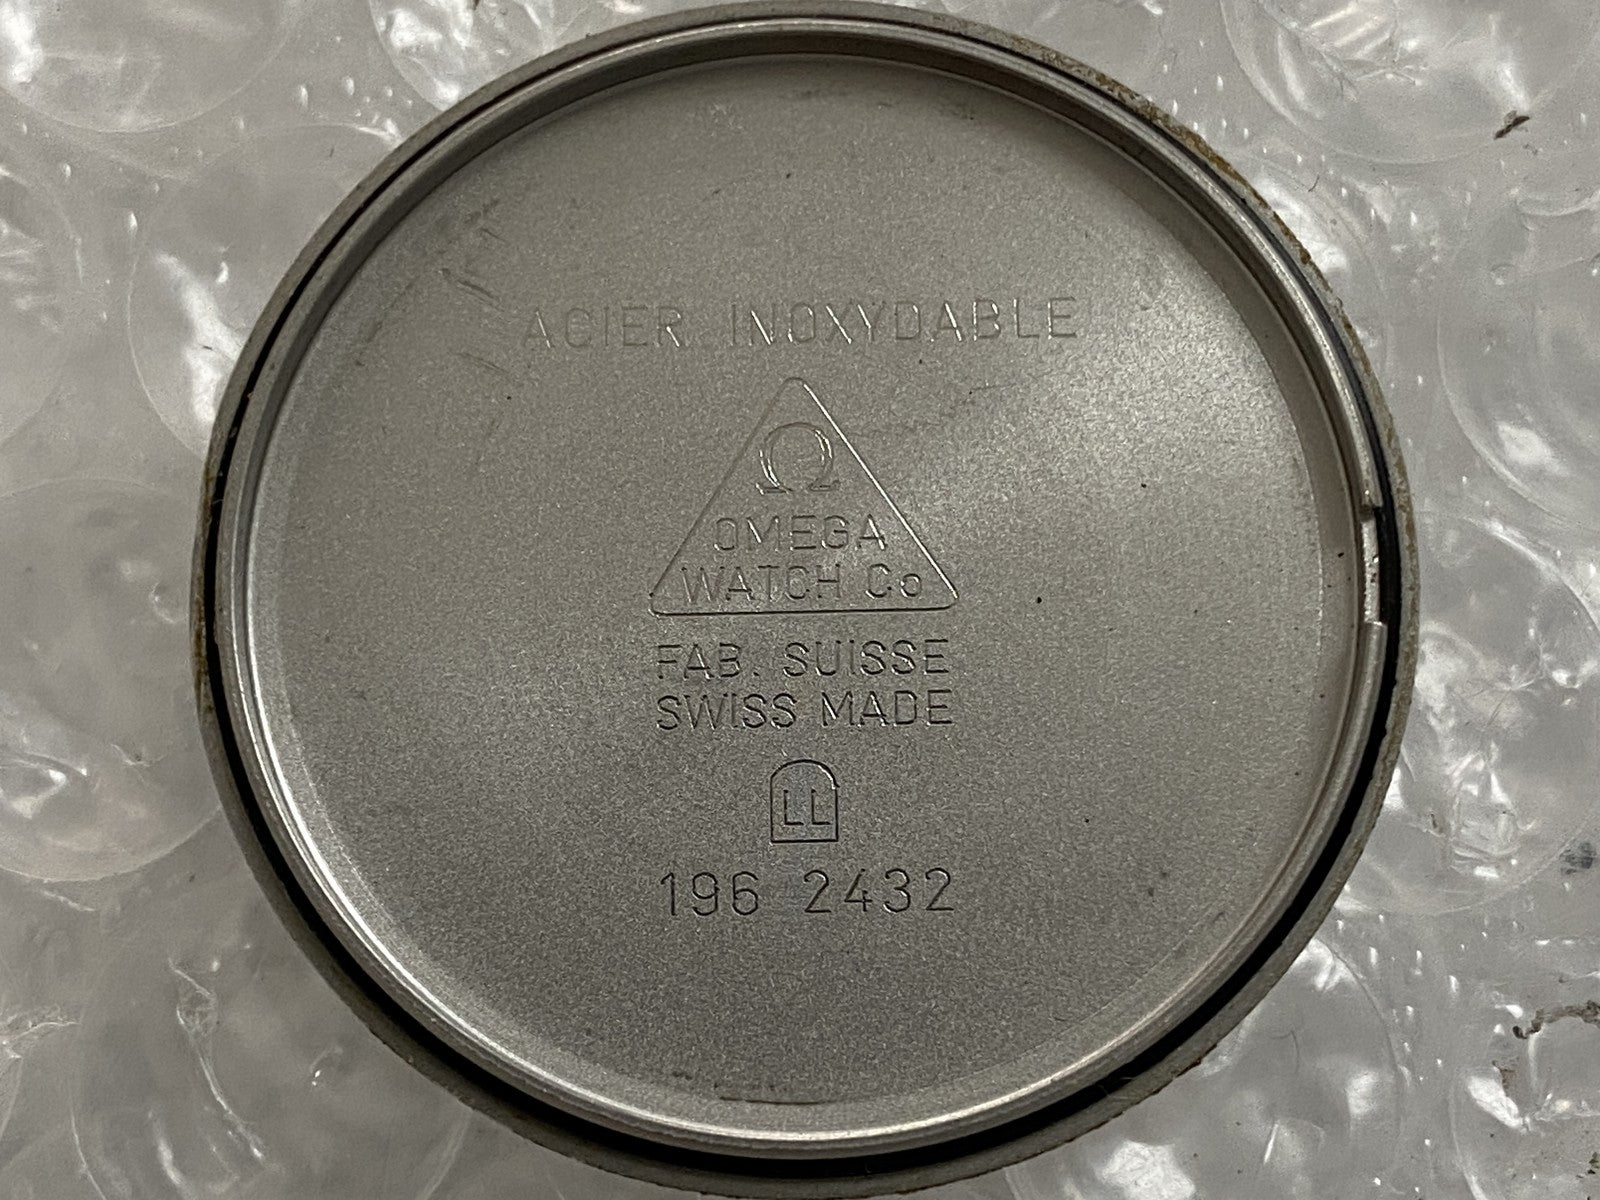 ACIER INOXYDABLE
Ω
OMEGA
WATCH Co
FAB. SUISSE
SWISS MADE
LL
196 2432